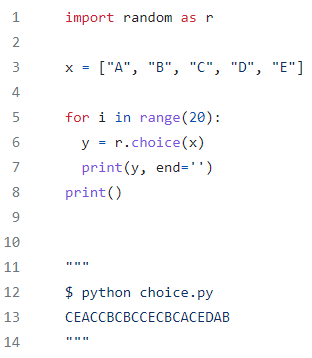 1 import random as r
2
3 x = ["A", "B", "C", "D", "E"]
4
5 for i in range(20):
6   y = r.choice(x)
7   print(y, end='')
8 print()
9
10
11 """
12 $ python choice.py
13 CEACCBCBCCECBCACEDAB
14 """